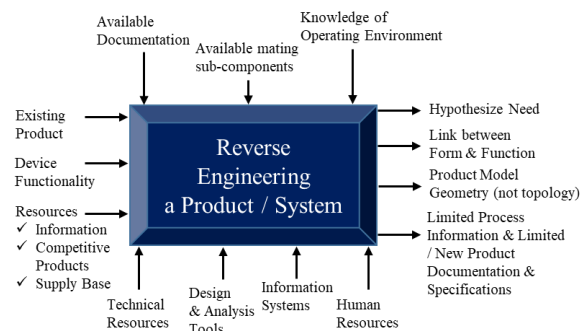 Available
Documentation
Available mating
sub-components
Knowledge of
Operating Environment
Existing
Product
Device
Functionality
Resources
✓ Information
✓ Competitive
Products
✓ Supply Base
Reverse
Engineering
a Product / System
Hypothesize Need
Link between
Form & Function
Product Model
Geometry (not topology)
Limited Process
Information & Limited
/ New Product
Documentation &
Specifications
Technical
Resources
Design
& Analysis
Tools
Information
Systems
Human
Resources